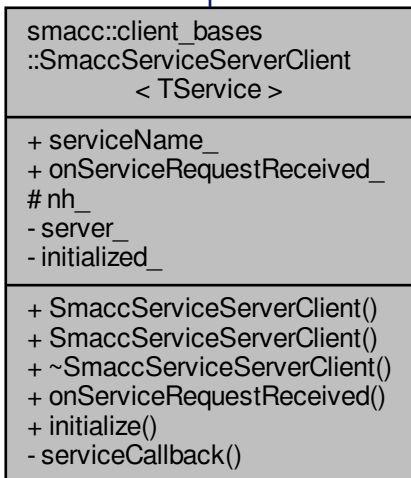 smacc::client_bases
::SmaccServiceServerClient
< TService >
+ serviceName_
+ onServiceRequestReceived_
# nh_
- server_
- initialized_
+ SmaccServiceServerClient()
+ SmaccServiceServerClient()
+ ~SmaccServiceServerClient()
+ onServiceRequestReceived()
+ initialize()
- serviceCallback()